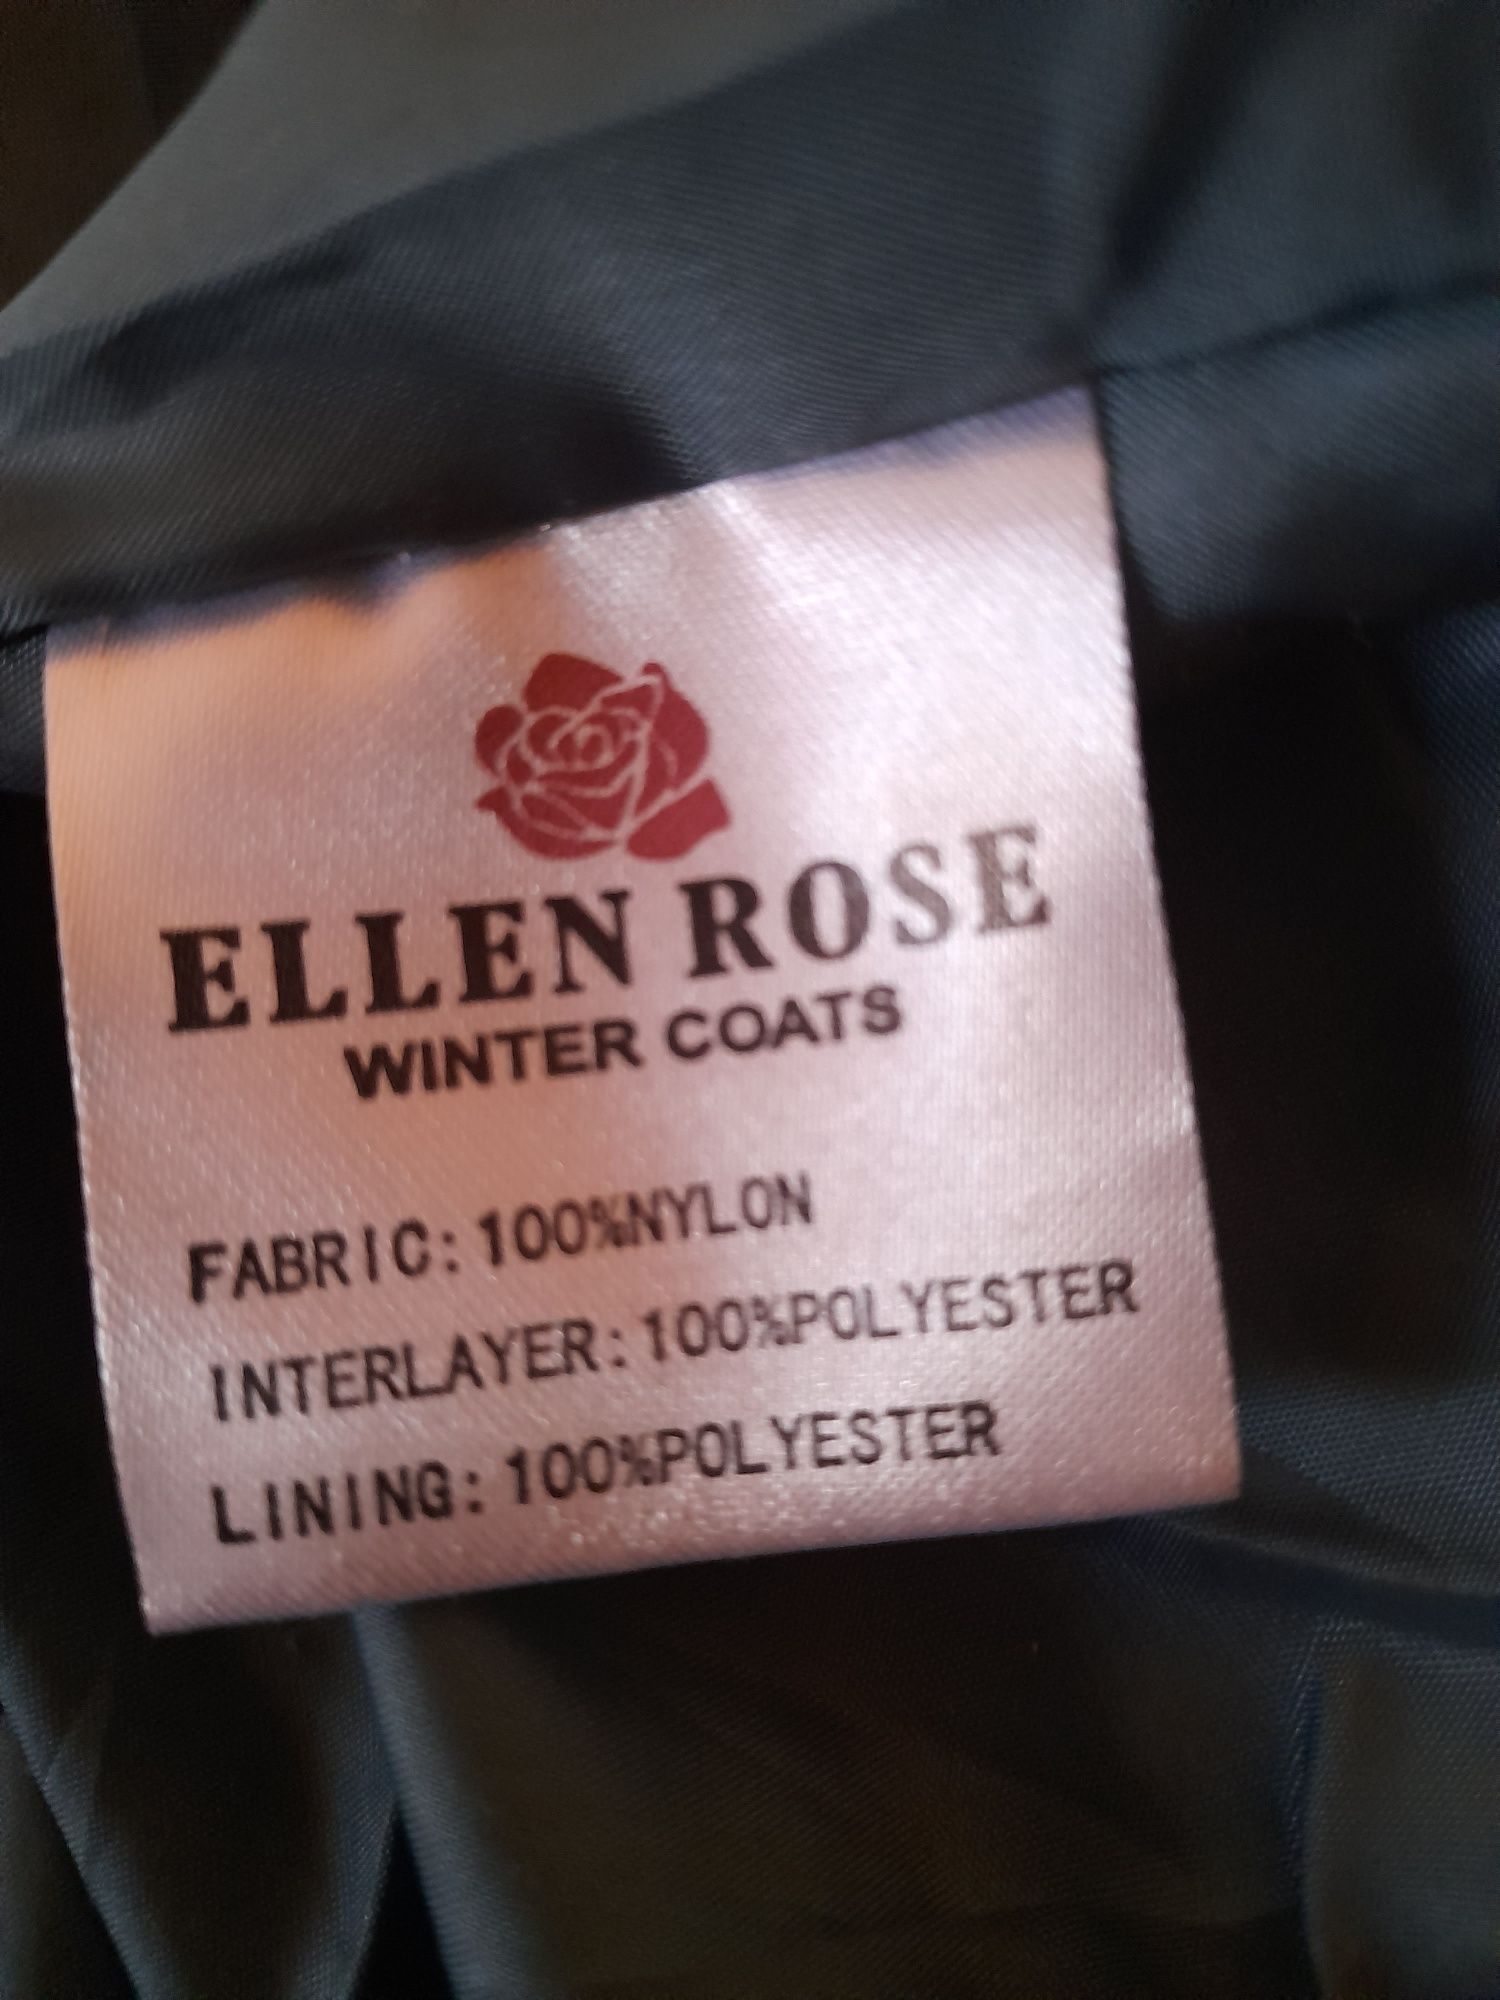 ELLEN ROSE
WINTER COATS
FABRIC: 100%NYLON
INTERLAYER: 100%POLYESTER
LINING: 100%POLYESTER